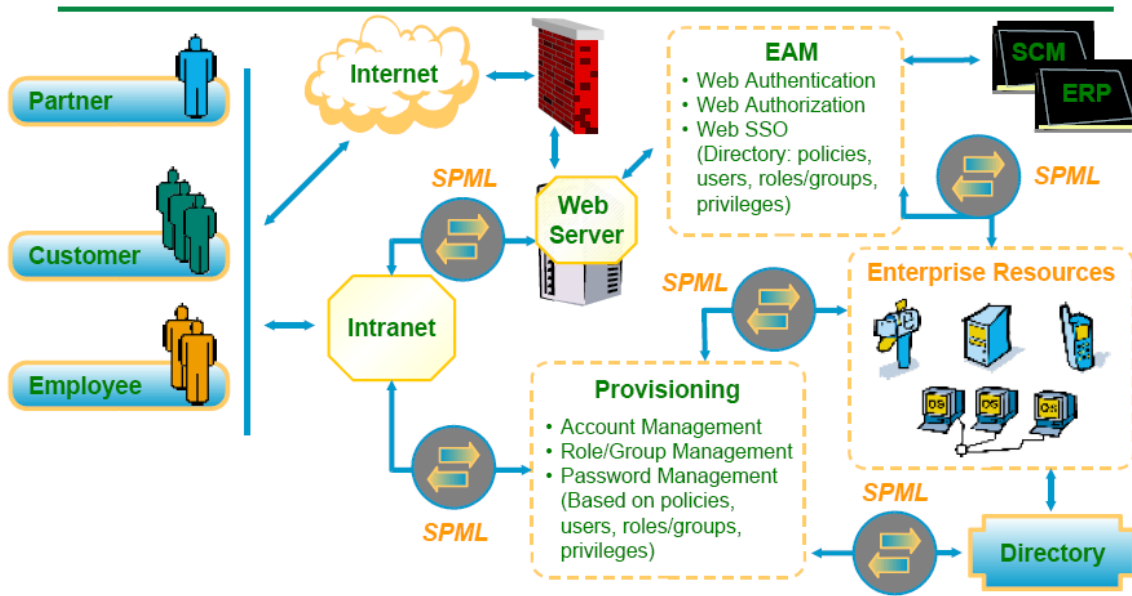 Partner
Customer
Employee
Internet
Intranet
SPML
Web
Server
EAM
• Web Authentication
• Web Authorization
• Web SSO
(Directory: policies,
users, roles/groups,
privileges)
SCM
ERP
SPML
Enterprise Resources
SPML
Provisioning
• Account Management
• Role/Group Management
• Password Management
(Based on policies,
users, roles/groups,
privileges)
SPML
SPML
Directory